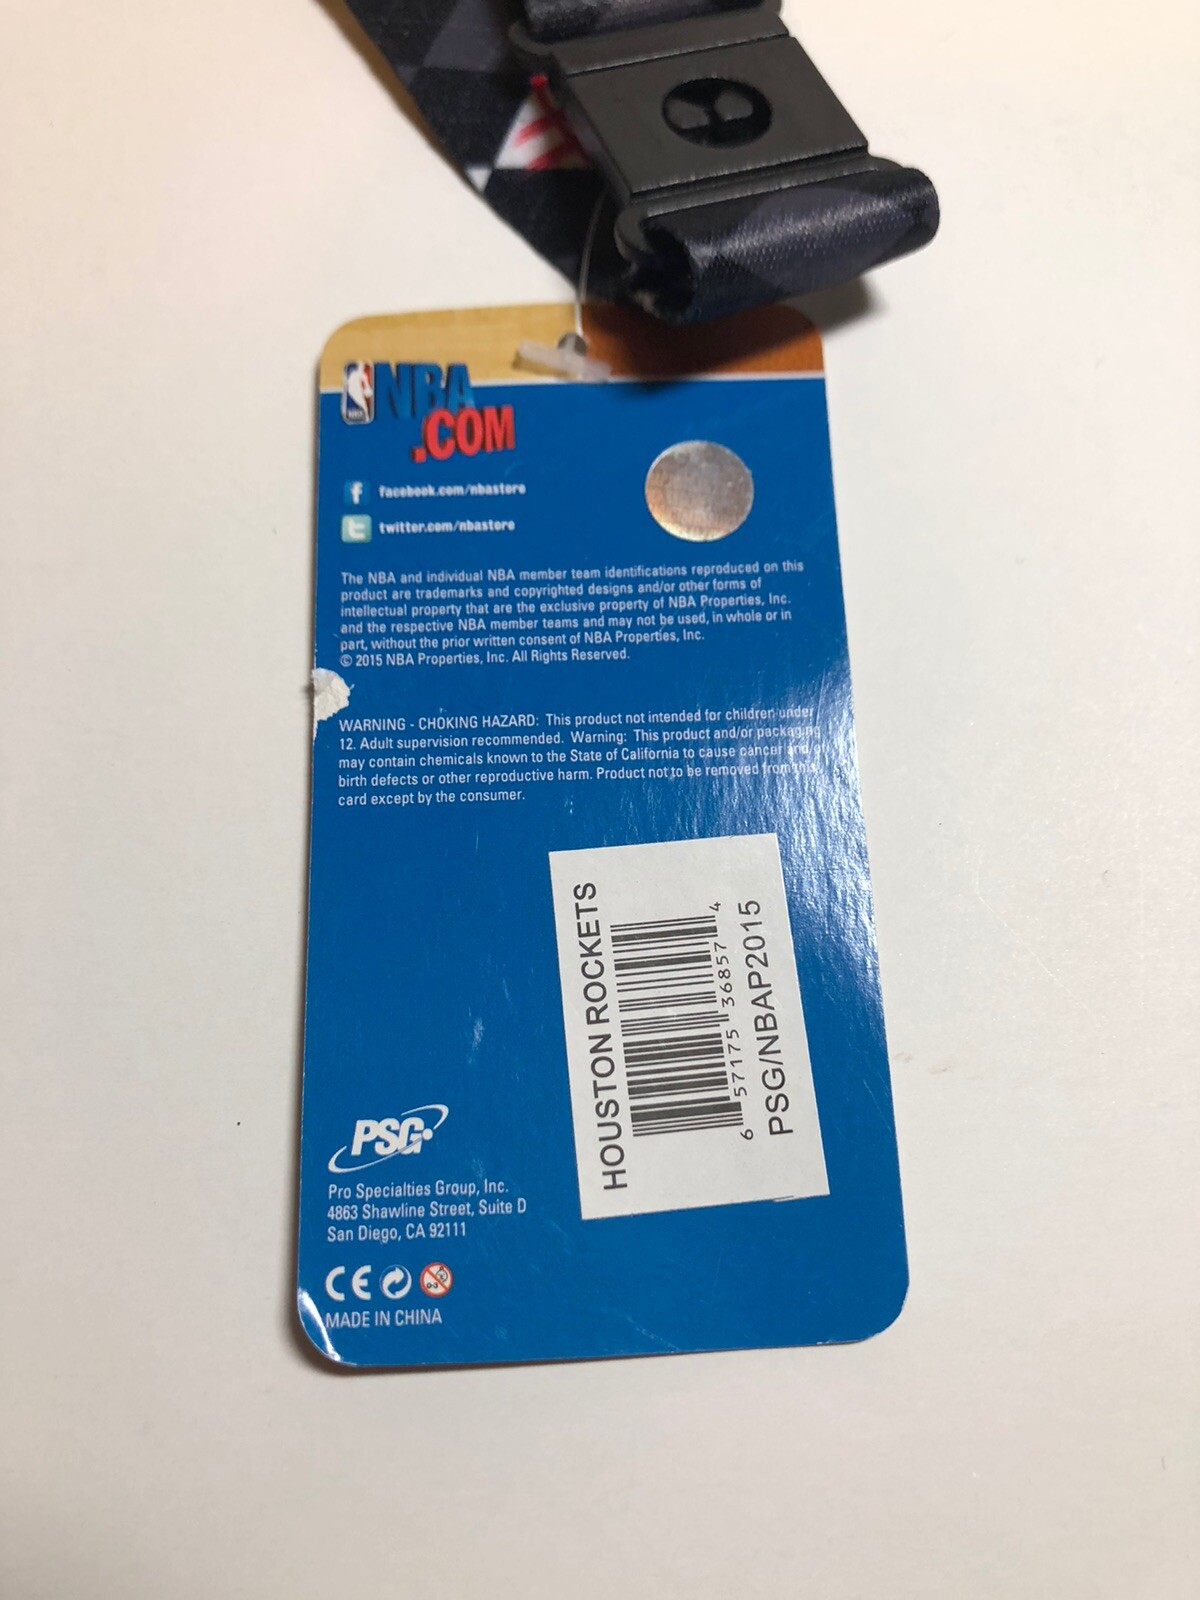 NBA
.COM
facebook.com/nbastore
twitter.com/nbastore
The NBA and individual NBA member team identifications reproduced on this
product are trademarks and copyrighted designs and/or other forms of
intellectual property that are the exclusive property of NBA Properties, Inc.
and the respective NBA member teams and may not be used, in whole or in
part, without the prior written consent of NBA Properties, Inc.
© 2015 NBA Properties, Inc. All Rights Reserved.
WARNING - CHOKING HAZARD: This product not intended for children under
12. Adult supervision recommended. Warning: This product and/or packaging
may contain chemicals known to the State of California to cause cancer and
birth defects or other reproductive harm. Product not to be removed from this
card except by the consumer.
HOUSTON ROCKETS
6 57175 36857 4
PSG/NBAP2015
PSG
Pro Specialties Group, Inc.
4863 Shawline Street, Suite D
San Diego, CA 92111
CE 0-3
MADE IN CHINA